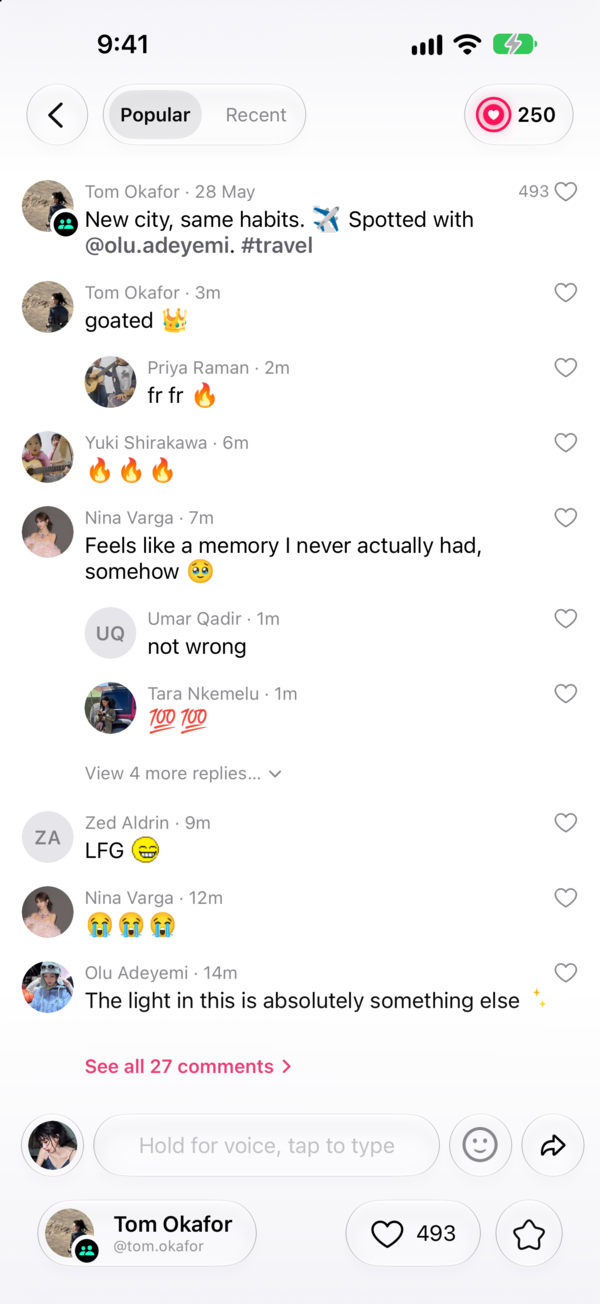 9:41
Popular
Recent
250
Tom Okafor · 28 May
493
New city, same habits. ✈️ Spotted with
@olu.adeyemi. #travel
Tom Okafor · 3m
goated 👑
Priya Raman · 2m
fr fr 🔥
Yuki Shirakawa · 6m
🔥🔥🔥
Nina Varga · 7m
Feels like a memory I never actually had,
somehow 🥹
UQ
Umar Qadir · 1m
not wrong
Tara Nkemelu · 1m
💯💯
View 4 more replies...
ZA
Zed Aldrin · 9m
LFG 😁
Nina Varga · 12m
😭😭😭
Olu Adeyemi · 14m
The light in this is absolutely something else ✨
See all 27 comments
Hold for voice, tap to type
Tom Okafor
@tom.okafor
493